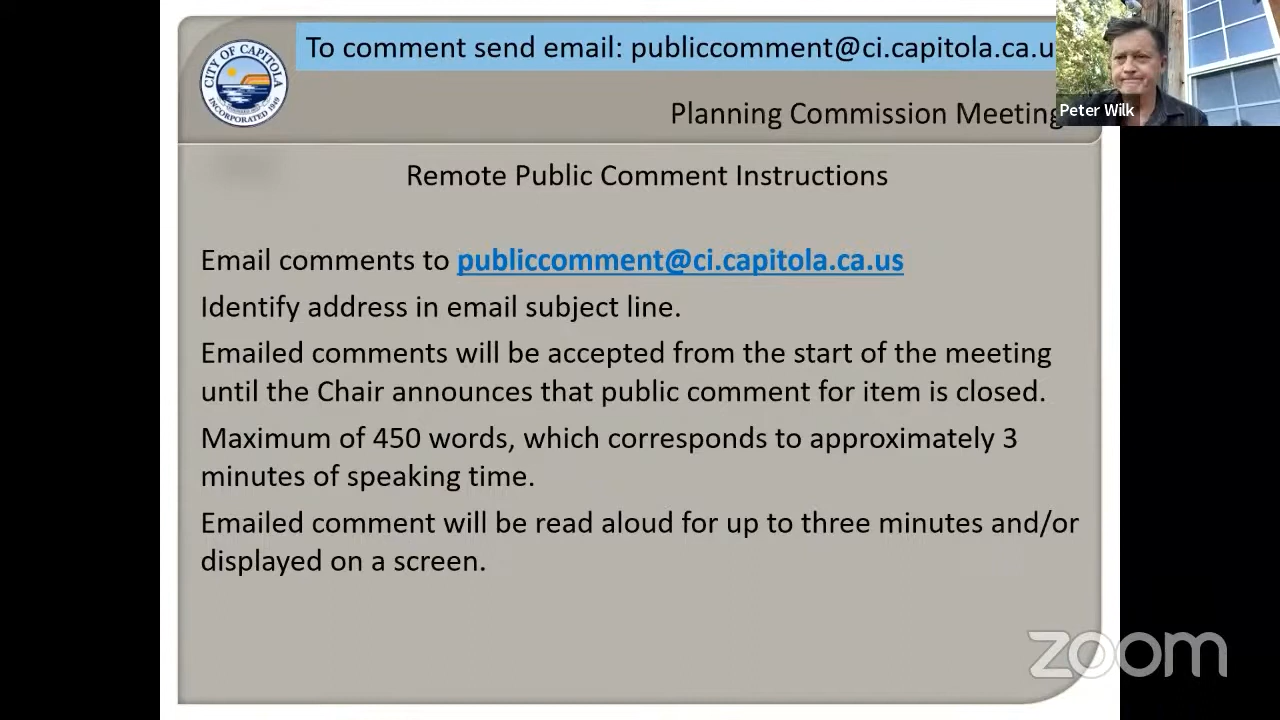 To comment send email: publiccomment@ci.capitola.ca.u
CITY OF CAPITOLA
INCORPORATED 1949
Peter Wilk
Planning Commission Meeting
Remote Public Comment Instructions
Email comments to publiccomment@ci.capitola.ca.us
Identify address in email subject line.
Emailed comments will be accepted from the start of the meeting
until the Chair announces that public comment for item is closed.
Maximum of 450 words, which corresponds to approximately 3
minutes of speaking time.
Emailed comment will be read aloud for up to three minutes and/or
displayed on a screen.
zoom